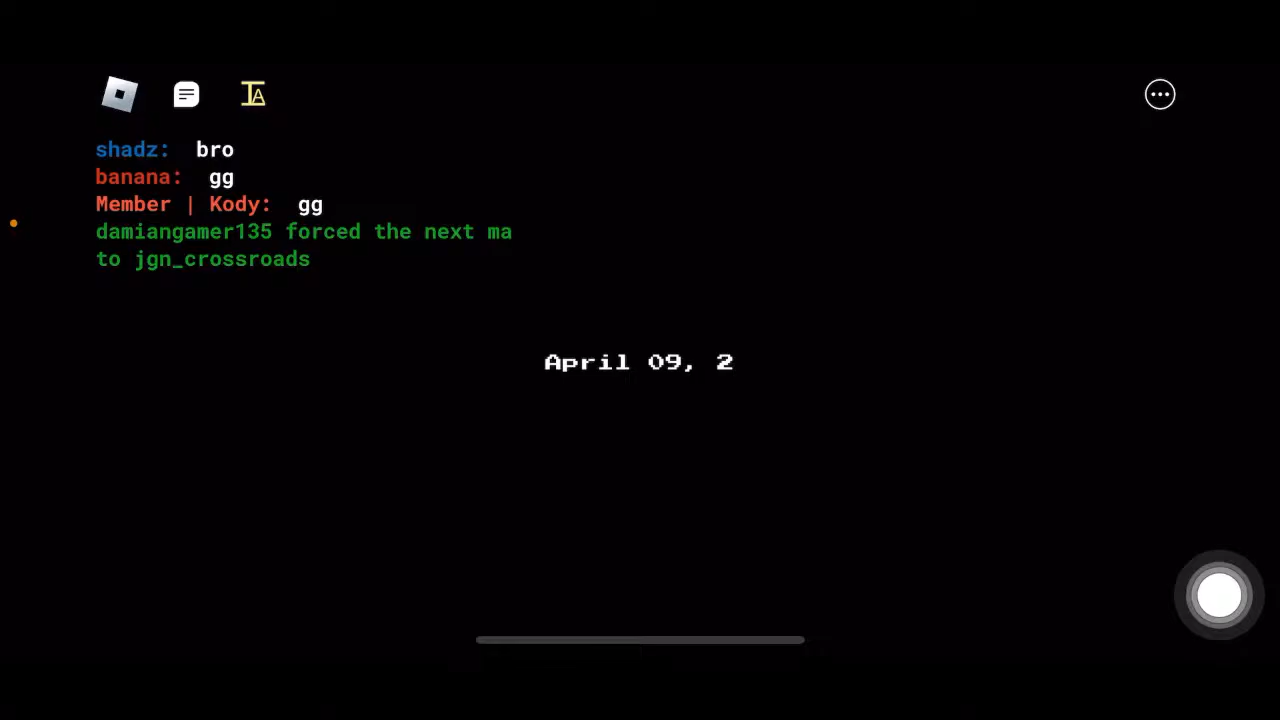 shadz: bro
banana: gg
Member | Kody: gg
damiangamer135 forced the next ma
to jgn_crossroads
April 09, 2